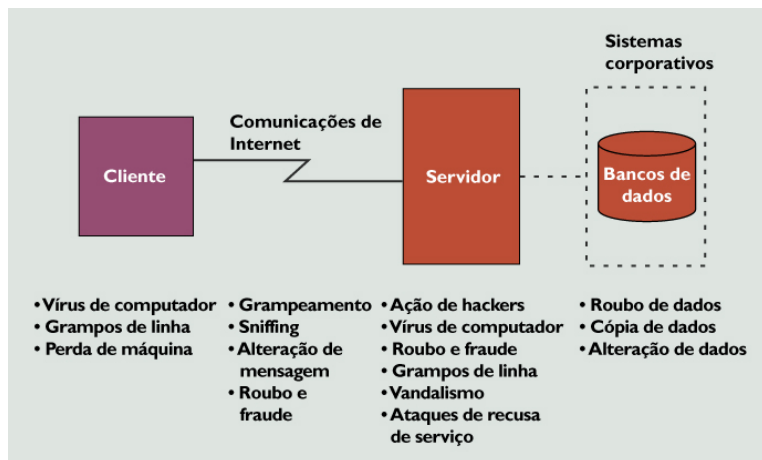 Sistemas
corporativos
Comunicações de
Internet
Cliente
Servidor
Bancos de
dados
• Vírus de computador
• Grampos de linha
• Perda de máquina
• Grampeamento
• Sniffing
• Alteração de
mensagem
• Roubo e
fraude
• Ação de hackers
• Vírus de computador
• Roubo e fraude
• Grampos de linha
• Vandalismo
• Ataques de recusa
de serviço
• Roubo de dados
• Cópia de dados
• Alteração de dados